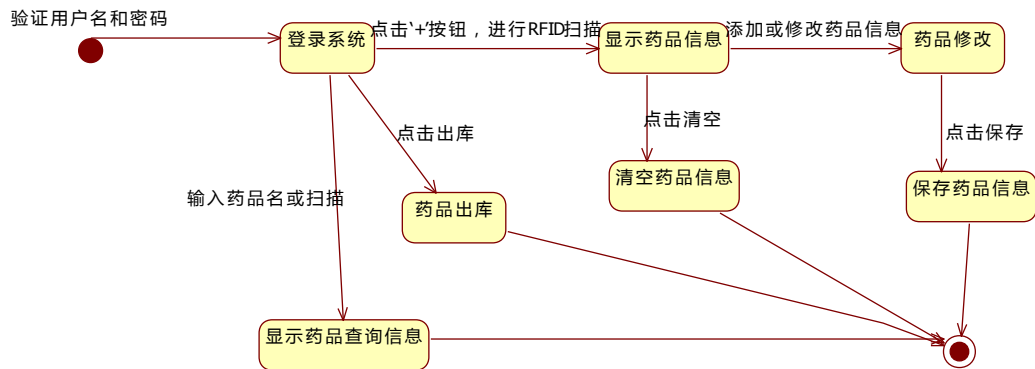 验证用户名和密码
登录系统
点击‘+’按钮，进行RFID扫描
显示药品信息
添加或修改药品信息
药品修改
点击出库
点击清空
点击保存
输入药品名或扫描
药品出库
清空药品信息
保存药品信息
显示药品查询信息